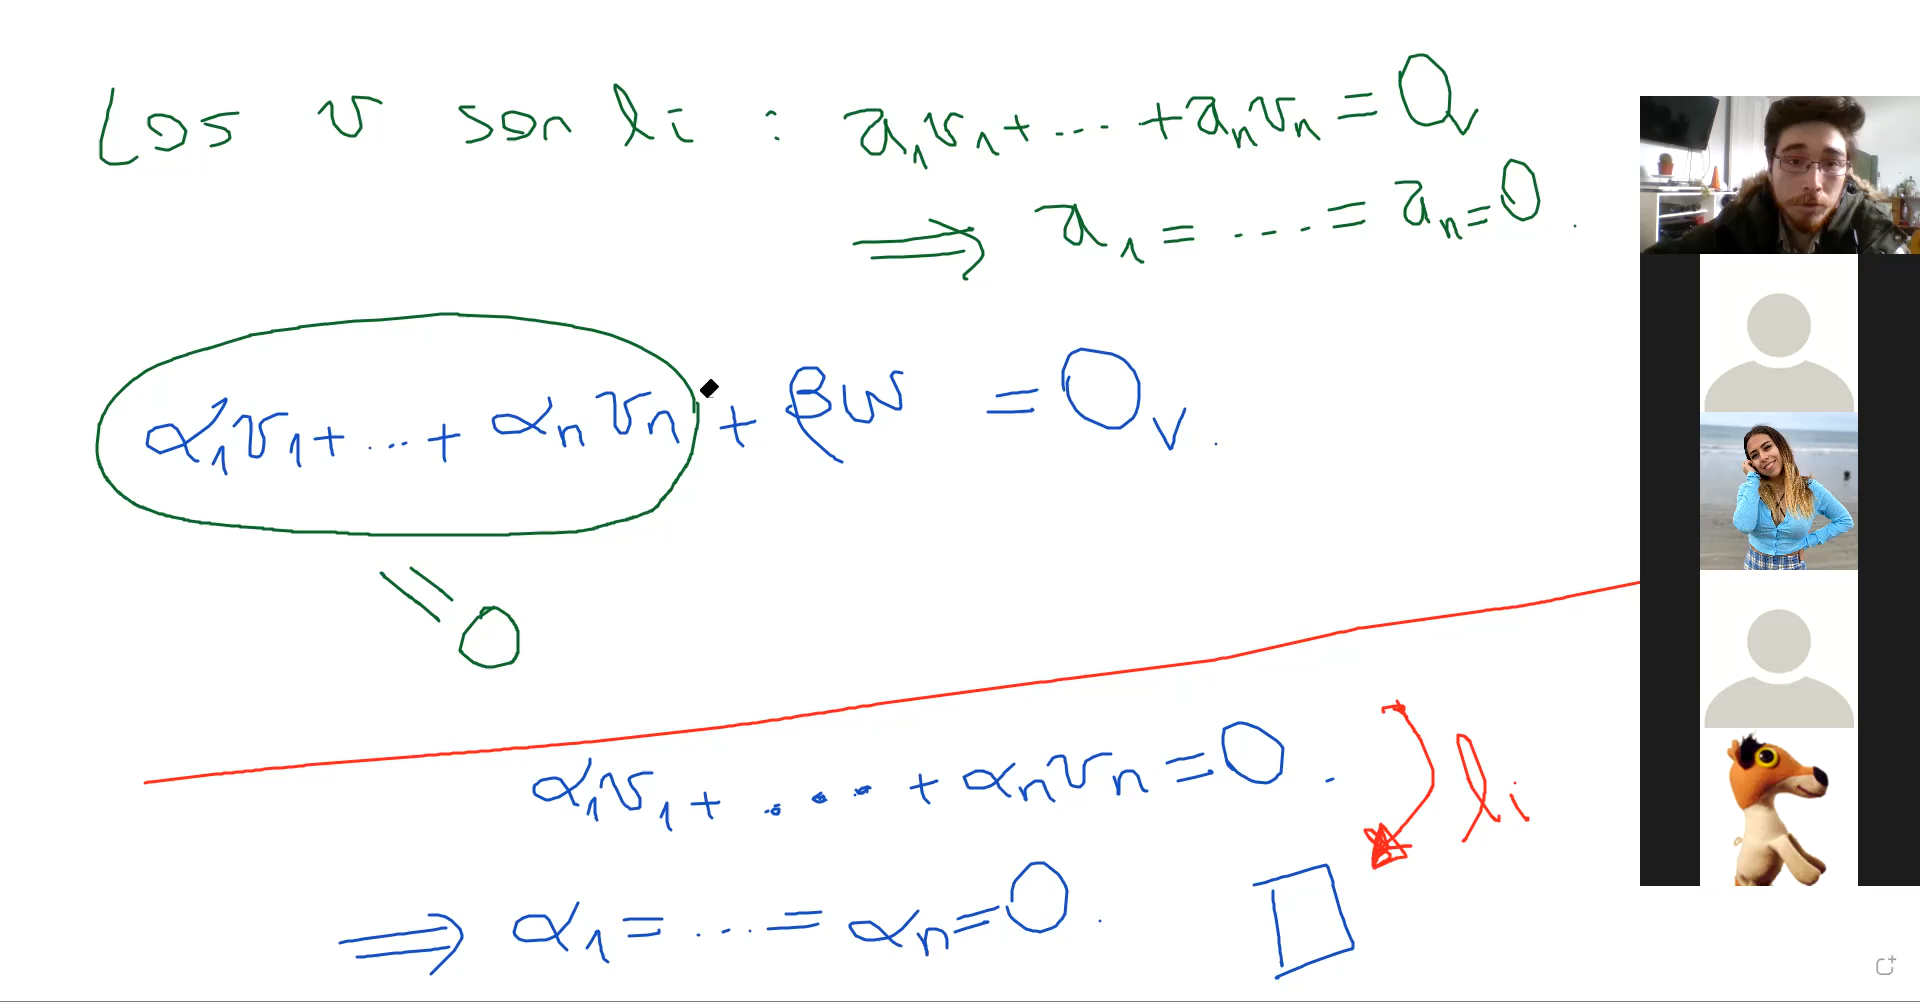 Los v son li : a₁v₁ + ... + aₙvₙ = 0ᵥ
⟹ a₁ = .... = aₙ = 0.
α₁v₁ + ... + αₙvₙ + βw = 0ᵥ.
= 0
α₁v₁ + .... + αₙvₙ = 0.
li
⟹ α₁ = .... = αₙ = 0.